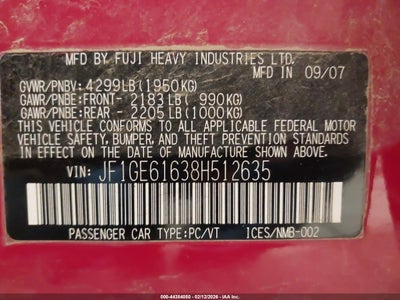 MFD BY FUJI HEAVY INDUSTRIES LTD.
MFD IN 09/07
GVWR/PNBV: 4299LB(1950KG)
GAWR/PNBE:FRONT- 2183LB( 990KG)
GAWR/PNBE:REAR - 2205LB(1000KG)
THIS VEHICLE CONFORMS TO ALL APPLICABLE FEDERAL MOTOR
VEHICLE SAFETY, BUMPER, AND THEFT PREVENTION STANDARDS
IN EFFECT ON THE DATE OF MANUFACTURE SHOWN ABOVE.
VIN: JF1GE61638H512635
PASSENGER CAR TYPE:PC/VT ICES/NMB-002
000-44384080 - 02/12/2026 - IAA Inc.